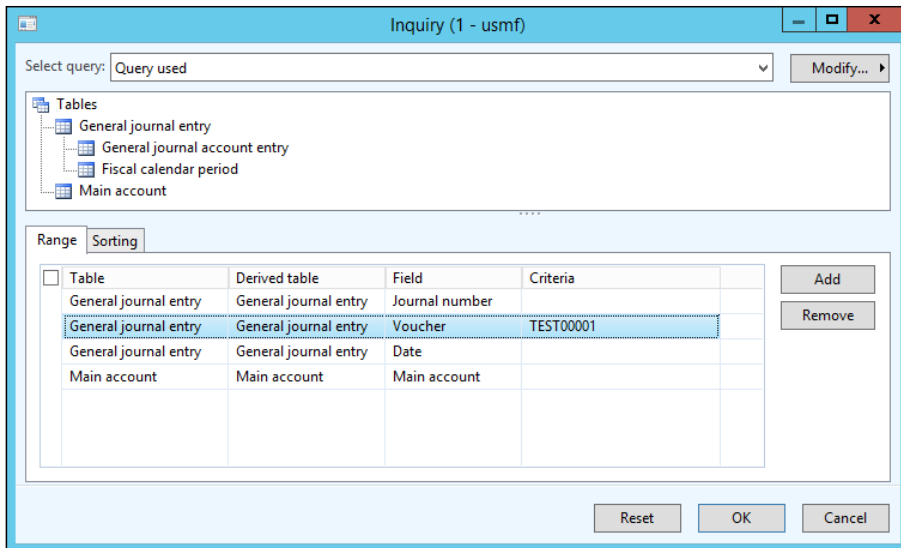 Inquiry (1 - usmf)
Select query: Query used Modify...
Tables
General journal entry
General journal account entry
Fiscal calendar period
Main account
Range Sorting
Table Derived table Field Criteria Add
General journal entry General journal entry Journal number
General journal entry General journal entry Voucher TEST00001 Remove
General journal entry General journal entry Date
Main account Main account Main account
Reset OK Cancel